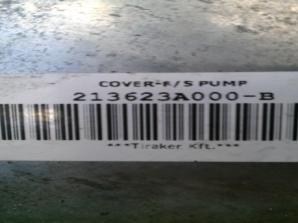 COVER-F/S PUMP
213623A000-B
***Tiraker Kft.***